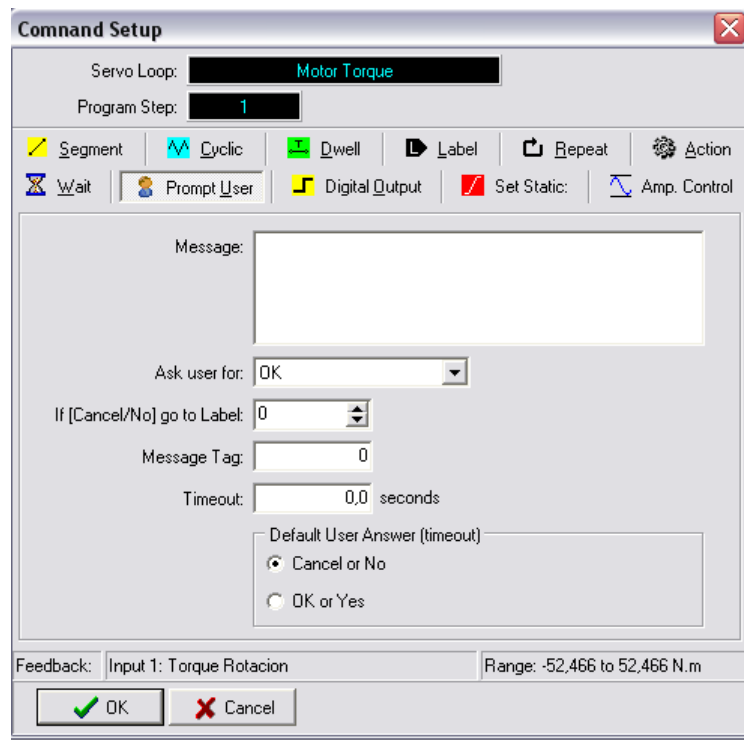 Comnand Setup
Servo Loop: Motor Torque
Program Step: 1
Segment Cyclic Dwell Label Repeat Action
Wait Prompt User Digital Output Set Static: Amp. Control
Message:
Ask user for: OK
If [Cancel/No] go to Label: 0
Message Tag: 0
Timeout: 0,0 seconds
Default User Answer (timeout)
Cancel or No
OK or Yes
Feedback: Input 1: Torque Rotacion Range: -52,466 to 52,466 N.m
OK Cancel